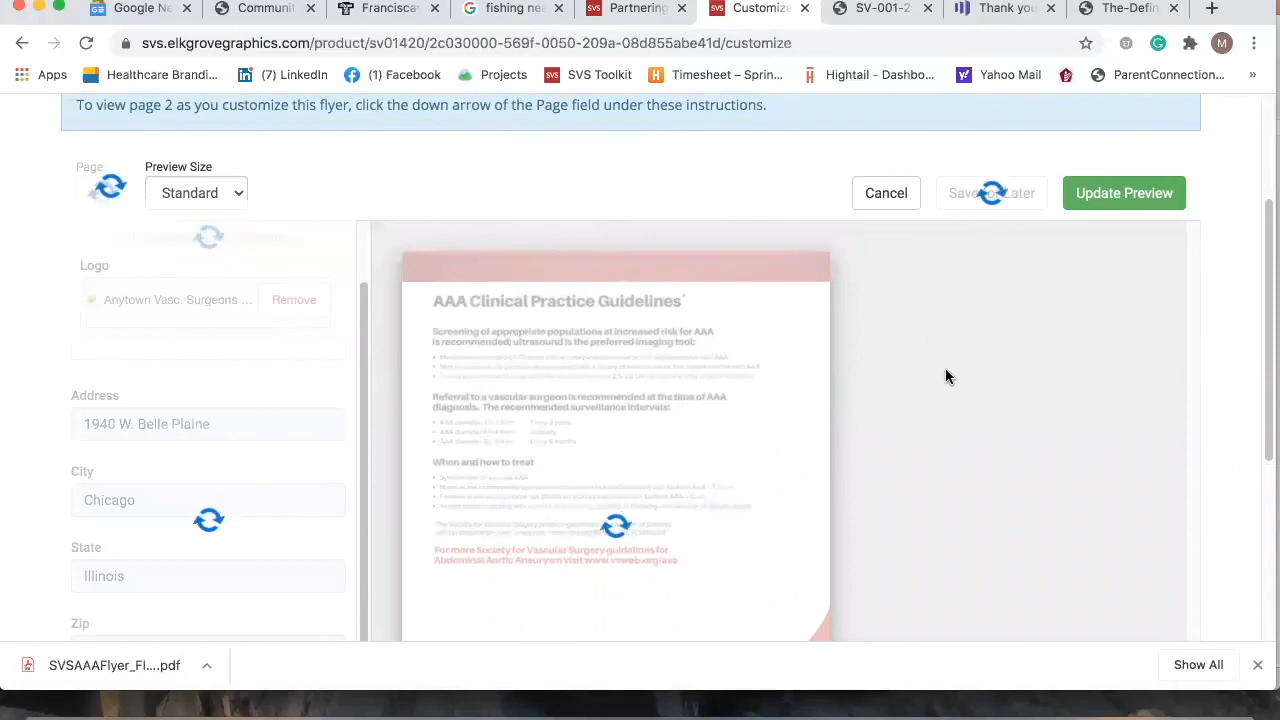 Google Ne
Communit
Francisca
fishing nee
Partnering
Customize
SV-001-2
Thank you
The-Defin
svs.elkgrovegraphics.com/product/sv01420/2c030000-569f-0050-209a-08d855abe41d/customize
M
Apps
Healthcare Brandi...
(7) LinkedIn
(1) Facebook
Projects
SVS Toolkit
Timesheet – Sprin...
Hightail - Dashbo...
Yahoo Mail
ParentConnection...
»
To view page 2 as you customize this flyer, click the down arrow of the Page field under these instructions.
Page
Preview Size
Standard
Cancel
Save for Later
Update Preview
Logo
Anytown Vasc. Surgeons ...
Remove
Address
1940 W. Belle Plaine
City
Chicago
State
Illinois
Zip
AAA Clinical Practice Guidelines*
Screening of appropriate populations at increased risk for AAA
is recommended; ultrasound is the preferred imaging tool:
Referral to a vascular surgeon is recommended at the time of AAA
diagnosis. The recommended surveillance intervals:
When and how to treat
For more Society for Vascular Surgery guidelines for
Abdominal Aortic Aneurysm visit www.vsweb.org/aaa
SVSAAAFlyer_Fl....pdf
Show All